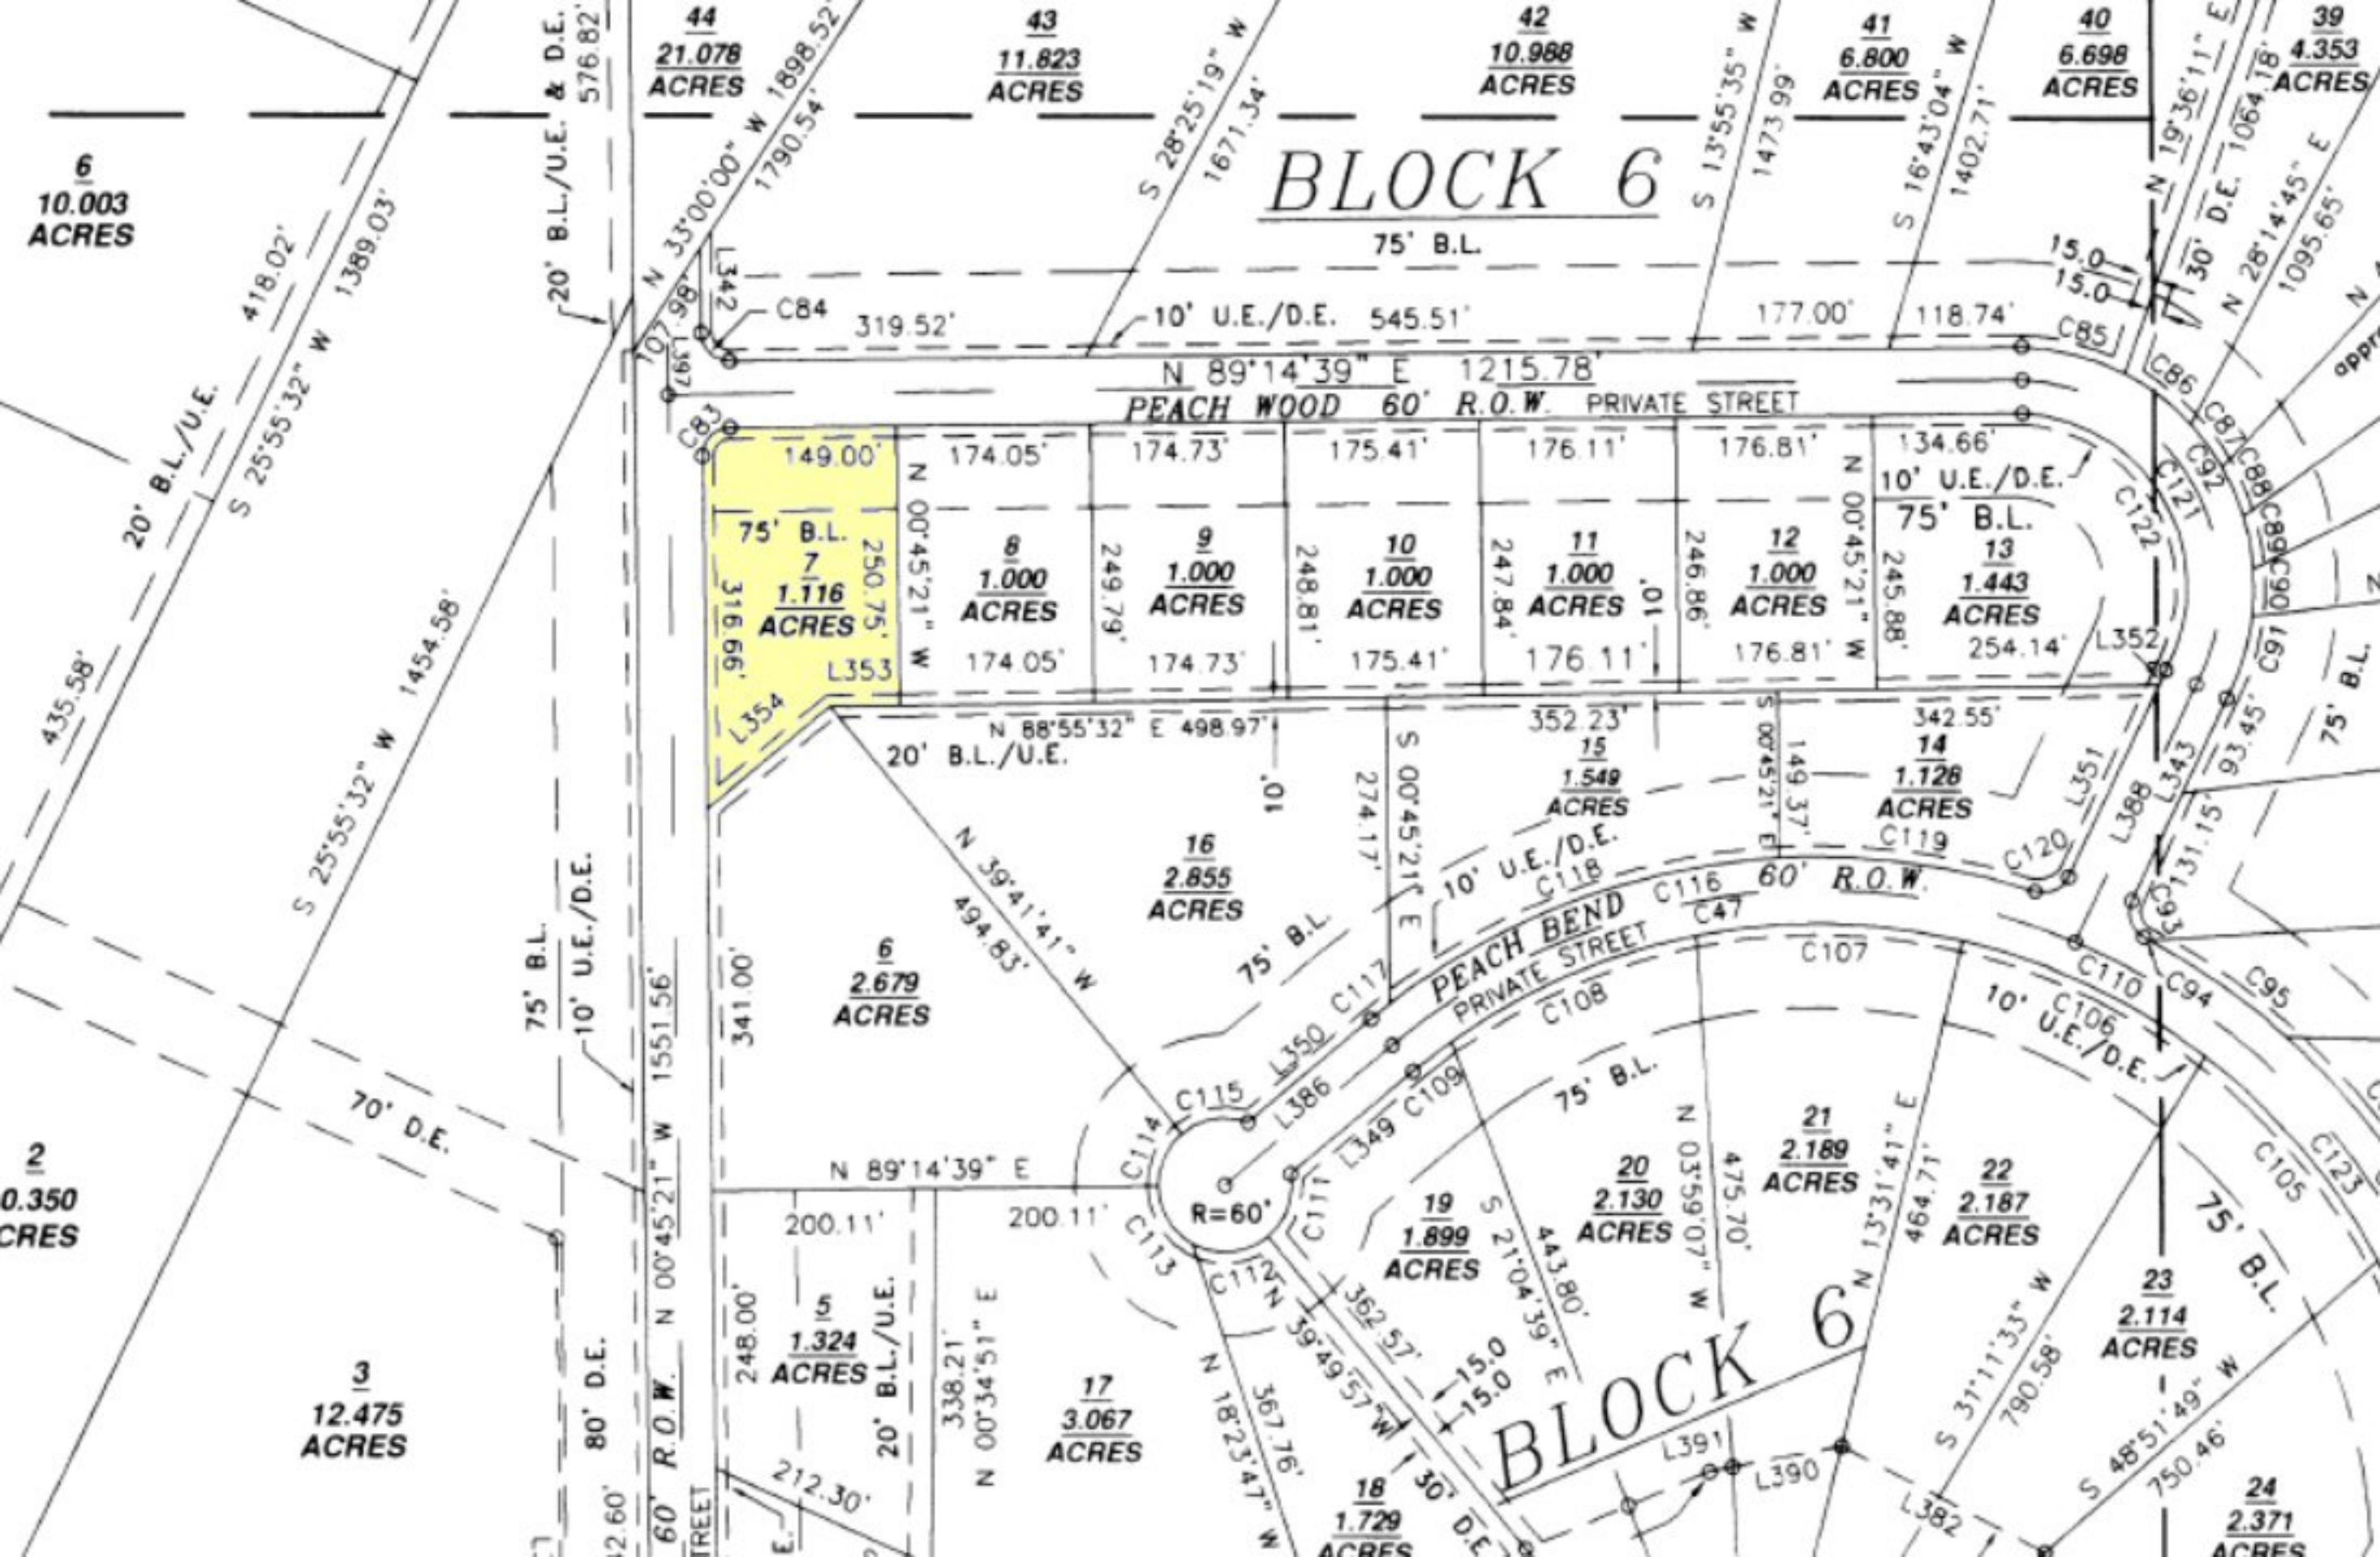 44
21.078
ACRES
43
11.823
ACRES
42
10.988
ACRES
41
6.800
ACRES
40
6.698
ACRES
39
4.353
ACRES
20' B.L./U.E. & D.E.
576.82'
N 33°00'00" W 1898.52'
1790.54'
107.98'
S 28°25'19" W
1671.34'
S 13°55'35" W
1473.99'
S 16°43'04" W
1402.71'
N 19°36'11" E
30' D.E. 1064.18'
N 28°14'45" E
1095.65'
6
10.003
ACRES
418.02'
S 25°55'32" W 1389.03'
20' B.L./U.E.
BLOCK 6
75' B.L.
15.0
15.0
L342
C84
319.52'
10' U.E./D.E. 545.51'
177.00'
118.74'
C85
C86
L397
N 89°14'39" E 1215.78'
PEACH WOOD 60' R.O.W. PRIVATE STREET
C83
C87
C92
C88
C89
C90
C91
C121
C122
149.00'
174.05'
174.73'
175.41'
176.11'
176.81'
134.66'
10' U.E./D.E.
75' B.L.
75' B.L.
7
1.116
ACRES
316.66'
250.75'
N 00°45'21" W
8
1.000
ACRES
249.79'
9
1.000
ACRES
248.81'
10
1.000
ACRES
247.84'
11
1.000
ACRES
10'
246.86'
12
1.000
ACRES
N 00°45'21" W
245.88'
13
1.443
ACRES
L353
L354
174.05'
174.73'
175.41'
176.11'
176.81'
254.14'
L352
75' B.L.
N 88°55'32" E 498.97'
20' B.L./U.E.
10'
352.23'
342.55'
15
1.549
ACRES
S 00°45'21" E
274.17'
S 00°45'21" E
149.37'
14
1.128
ACRES
L351
L388
L343
93.45'
131.15'
435.58'
S 25°55'32" W 1454.58'
N 39°41'41" W
494.83'
16
2.855
ACRES
10' U.E./D.E.
75' B.L.
C118
C116
C47
60' R.O.W.
C119
C120
C93
PEACH BEND
PRIVATE STREET
C117
C108
C107
C110
C94
C95
C106
10' U.E./D.E.
6
2.679
ACRES
341.00'
75' B.L.
10' U.E./D.E.
1551.56'
N 00°45'21" W
60' R.O.W.
70' D.E.
L350
L386
L349
C109
C115
C114
C113
C112
C111
R=60'
75' B.L.
N 89°14'39" E
200.11'
200.11'
2
0.350
CRES
3
12.475
ACRES
80' D.E.
248.00'
5
1.324
ACRES
20' B.L./U.E.
338.21'
N 00°34'51" E
17
3.067
ACRES
N 18°23'47" W
367.76'
N 39°49'57" W
362.57'
15.0
15.0
30' D.E.
19
1.899
ACRES
S 21°04'39" E
443.80'
20
2.130
ACRES
N 03°59'07" W
475.70'
21
2.189
ACRES
N 13°31'41" E
464.71'
22
2.187
ACRES
S 31°11'33" W
790.58'
23
2.114
ACRES
S 48°51'49" W
750.46'
75' B.L.
C105
C123
BLOCK 6
L391
L390
L382
18
1.729
ACRES
24
2.371
ACRES
212.30'
42.60'
TREET
E.